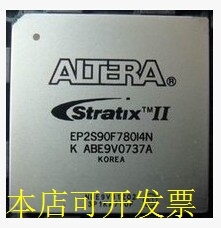 ALTERA®
Stratix™II
EP2S90F780I4N
K ABE9V0737A
KOREA
本店可开发票